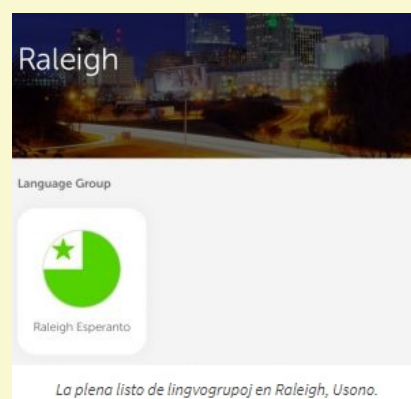 Raleigh
Language Group
Raleigh Esperanto
La plena listo de lingvogrupoj en Raleigh, Usono.